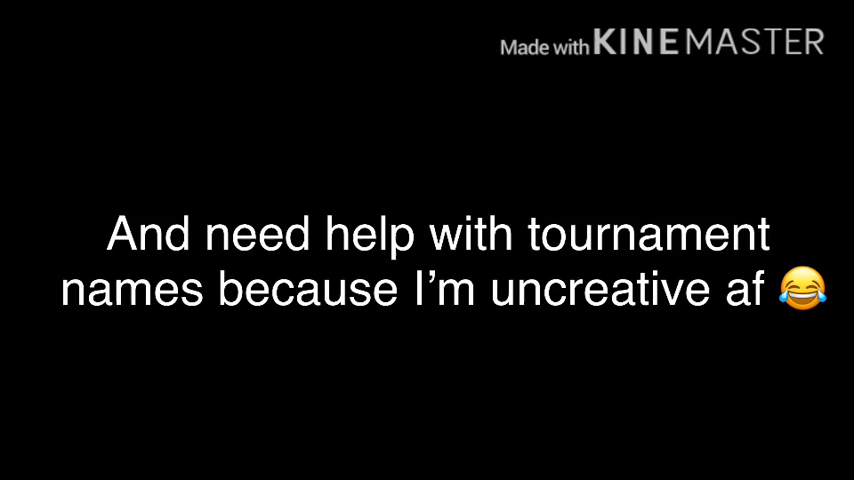 Made with KINEMASTER
And need help with tournament
names because I’m uncreative af 😂